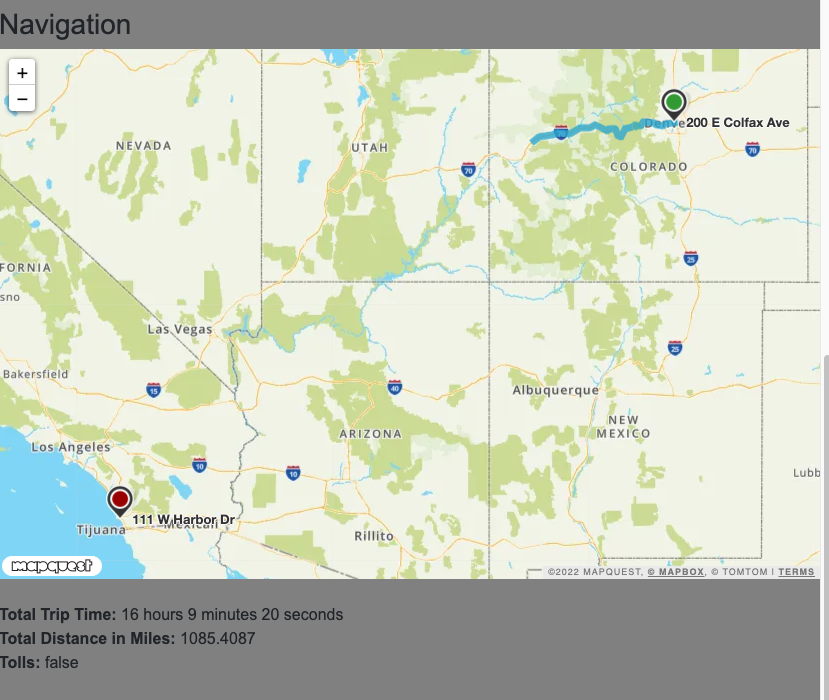 Navigation
+
−
200 E Colfax Ave
NEVADA
UTAH
70
70
70
COLORADO
25
FORNIA
sno
Las Vegas
25
Bakersfield
15
40
Albuquerque
NEW
MEXICO
ARIZONA
Los Angeles
10
10
Lubb
111 W Harbor Dr
Tijuana
Mexicali
Rillito
mapquest
©2022 MAPQUEST, © MAPBOX, © TOMTOM | TERMS
Total Trip Time: 16 hours 9 minutes 20 seconds
Total Distance in Miles: 1085.4087
Tolls: false